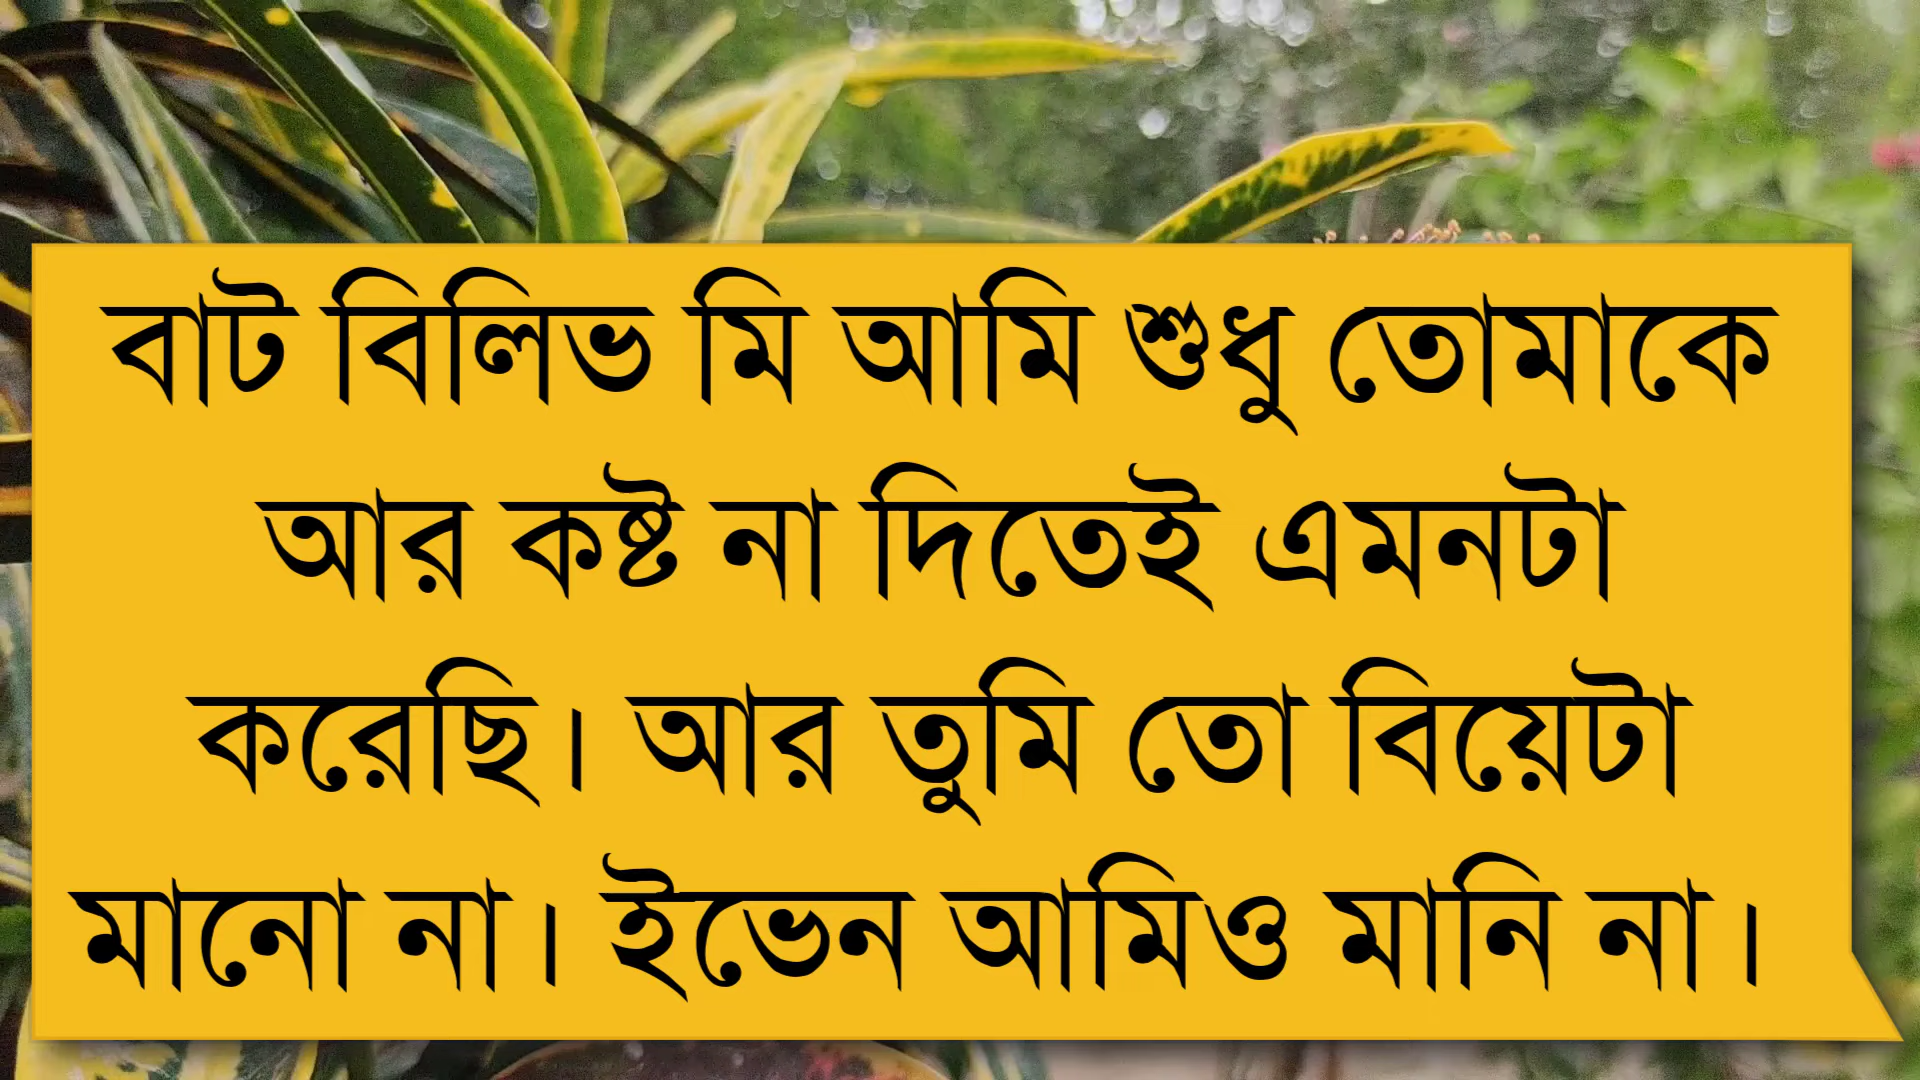 বাট বিলিভ মি আমি শুধু তোমাকে
আর কষ্ট না দিতেই এমনটা
করেছি। আর তুমি তো বিয়েটা
মানো না। ইভেন আমিও মানি না।